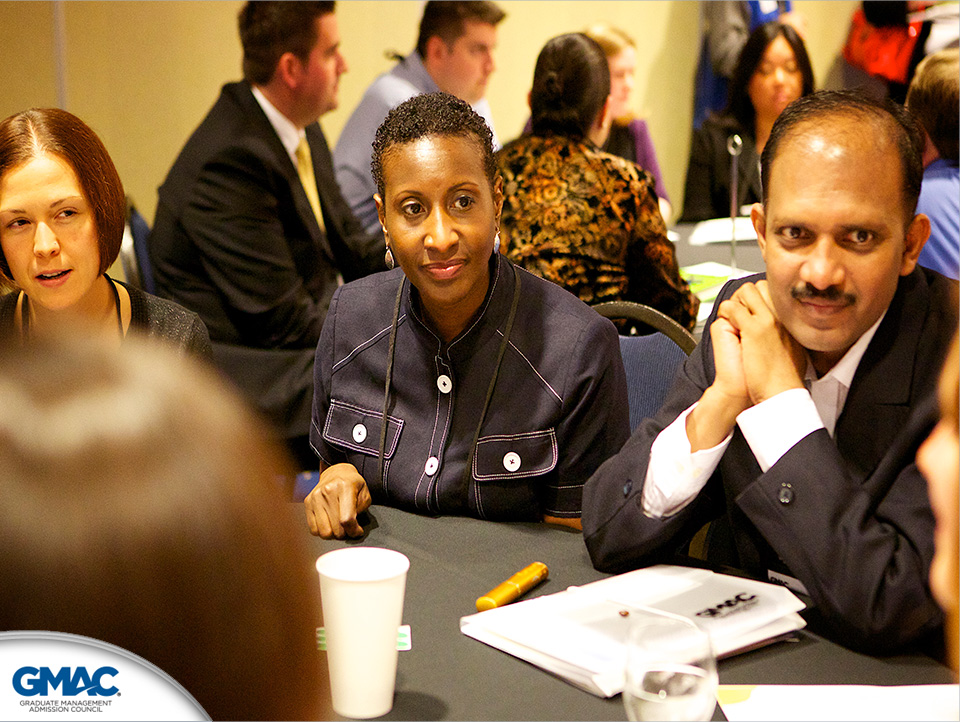 GMAC
GMAC®
GRADUATE MANAGEMENT
ADMISSION COUNCIL